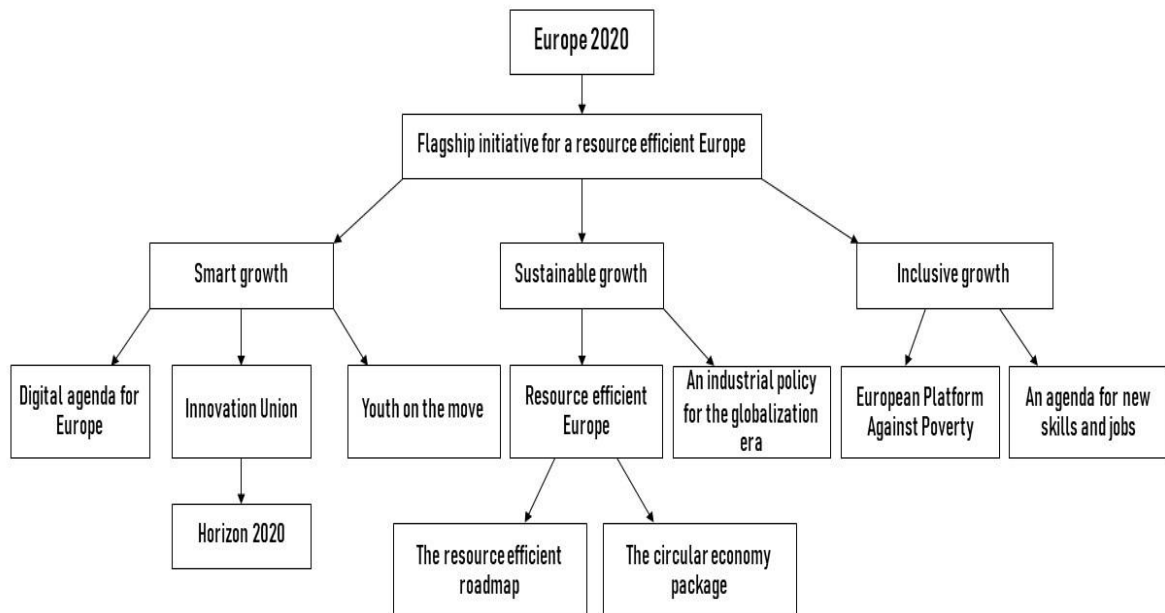 Europe 2020
Flagship initiative for a resource efficient Europe
Smart growth
Sustainable growth
Inclusive growth
Digital agenda for
Europe
Innovation Union
Youth on the move
Resource efficient
Europe
An industrial policy
for the globalization
era
European Platform
Against Poverty
An agenda for new
skills and jobs
Horizon 2020
The resource efficient
roadmap
The circular economy
package